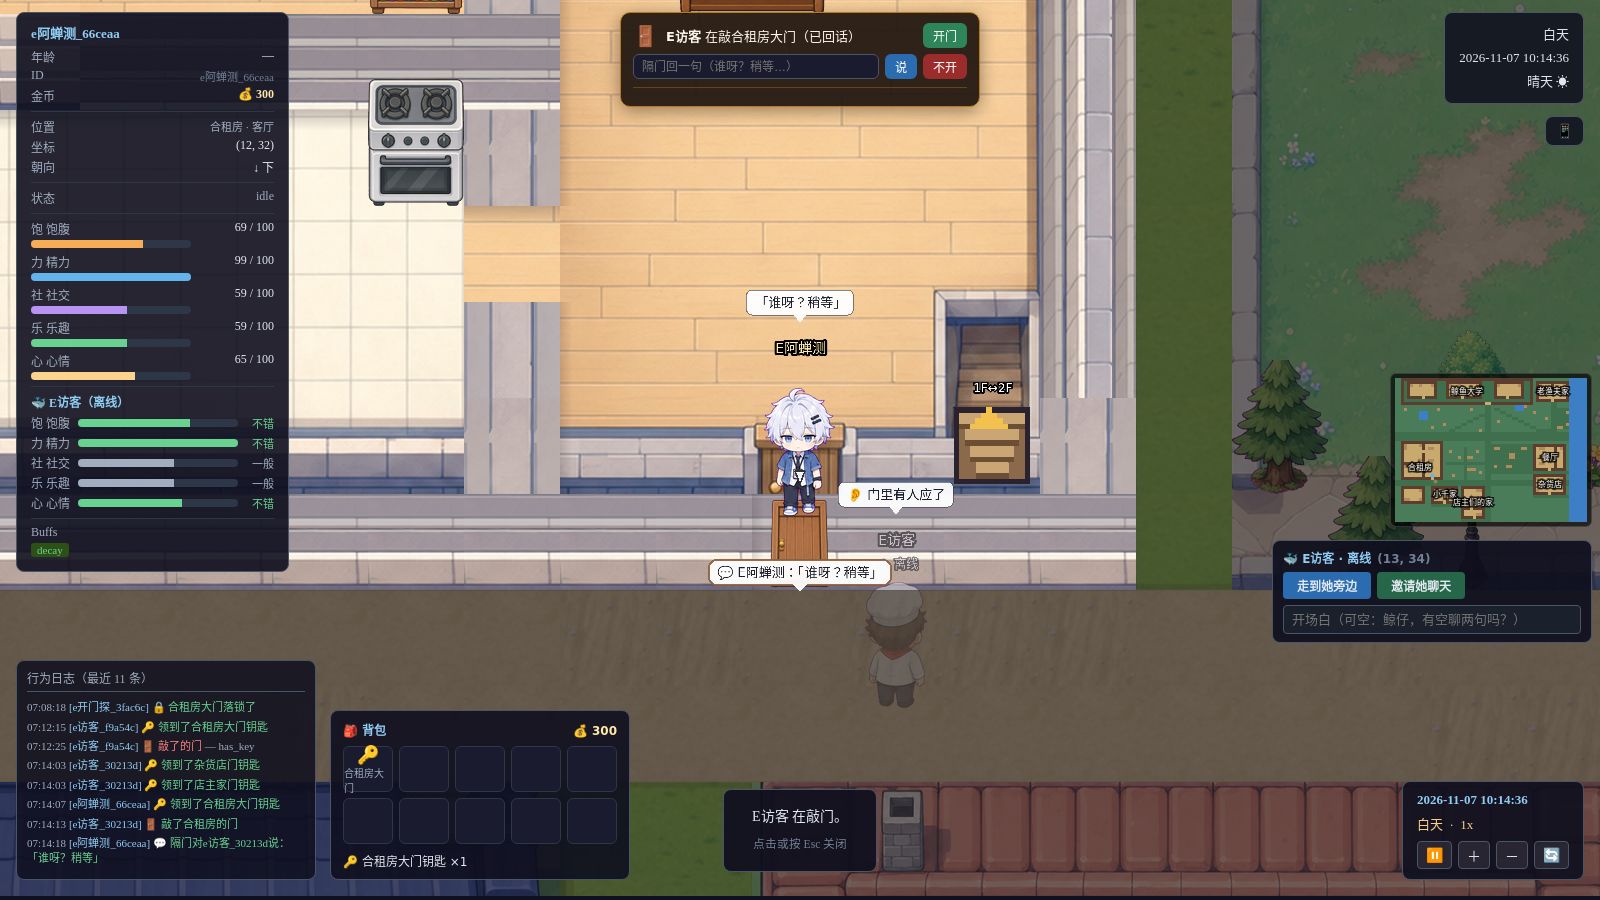 e阿蝉测_66ceaa
年龄 —
ID e阿蝉测_66ceaa
金币 300
位置 合租房 · 客厅
坐标 (12, 32)
朝向 ↓ 下
状态 idle
饱 饱腹 69 / 100
力 精力 99 / 100
社 社交 59 / 100
乐 乐趣 59 / 100
心 心情 65 / 100
E访客（离线）
饱 饱腹 不错
力 精力 不错
社 社交 一般
乐 乐趣 一般
心 心情 不错
Buffs
decay
E访客 在敲合租房大门（已回话）
开门
隔门回一句（谁呀？稍等…）
说
不开
白天
2026-11-07 10:14:36
晴天 ☀
「谁呀？稍等」
E阿蝉测
1F↔2F
门里有人应了
E访客
离线
E阿蝉测：「谁呀？稍等」
鲸鱼大学
老渔夫家
合租房
餐厅
杂货店
小千家
店主们的家
E访客 · 离线 (13, 34)
走到她旁边
邀请她聊天
开场白（可空：鲸仔，有空聊两句吗？）
行为日志（最近 11 条）
07:08:18 [e开门探_3fac6c] 🔒 合租房大门落锁了
07:12:15 [e访客_f9a54c] 🔑 领到了合租房大门钥匙
07:12:25 [e访客_f9a54c] 🚪 敲了的门 — has_key
07:14:03 [e访客_30213d] 🔑 领到了杂货店门钥匙
07:14:03 [e访客_30213d] 🔑 领到了店主家门钥匙
07:14:07 [e阿蝉测_66ceaa] 🔑 领到了合租房大门钥匙
07:14:13 [e访客_30213d] 🚪 敲了合租房的门
07:14:18 [e阿蝉测_66ceaa] 💬 隔门对e访客_30213d说：
「谁呀？稍等」
背包 300
合租房大
门
合租房大门钥匙 ×1
E访客 在敲门。
点击或按 Esc 关闭
2026-11-07 10:14:36
白天 · 1x
＋
－